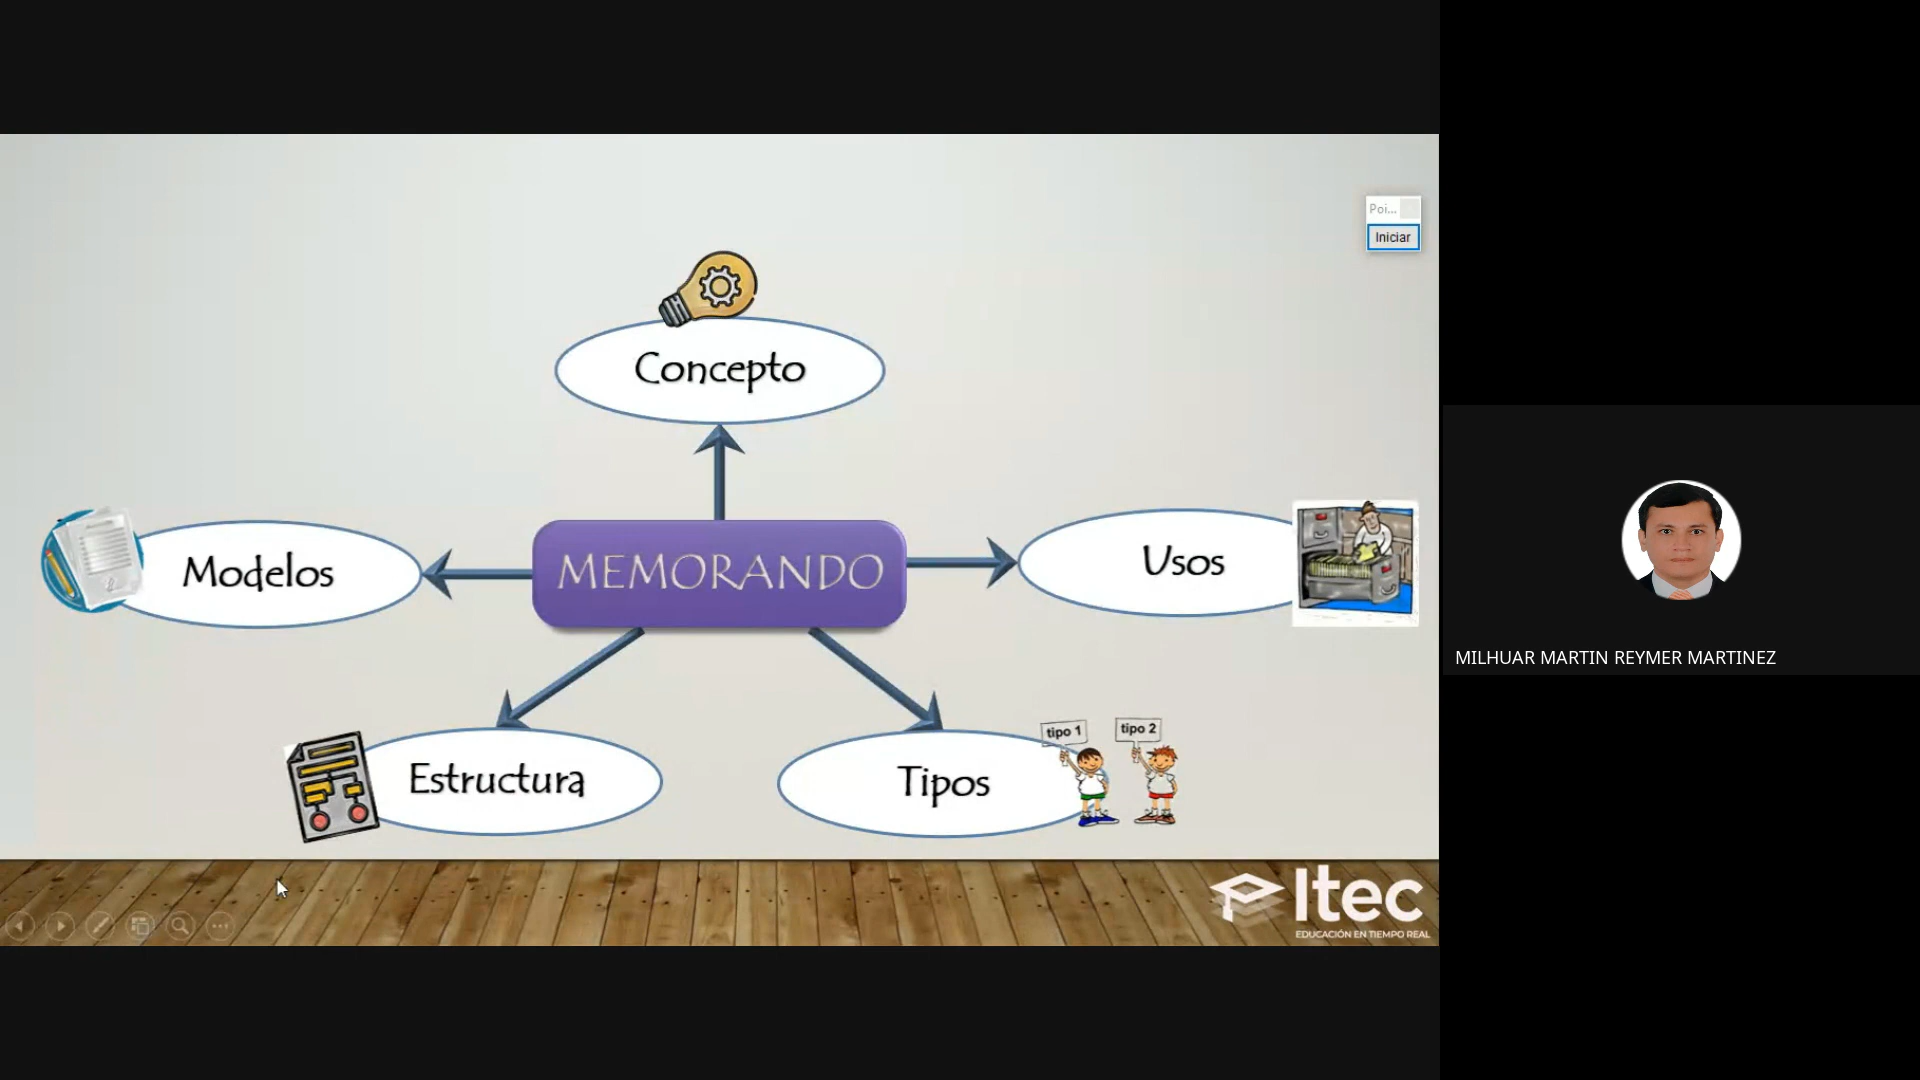 Poi...
Iniciar
Concepto
Modelos
MEMORANDO
Usos
Estructura
Tipos
tipo 1
tipo 2
Itec
EDUCACIÓN EN TIEMPO REAL
MILHUAR MARTIN REYMER MARTINEZ